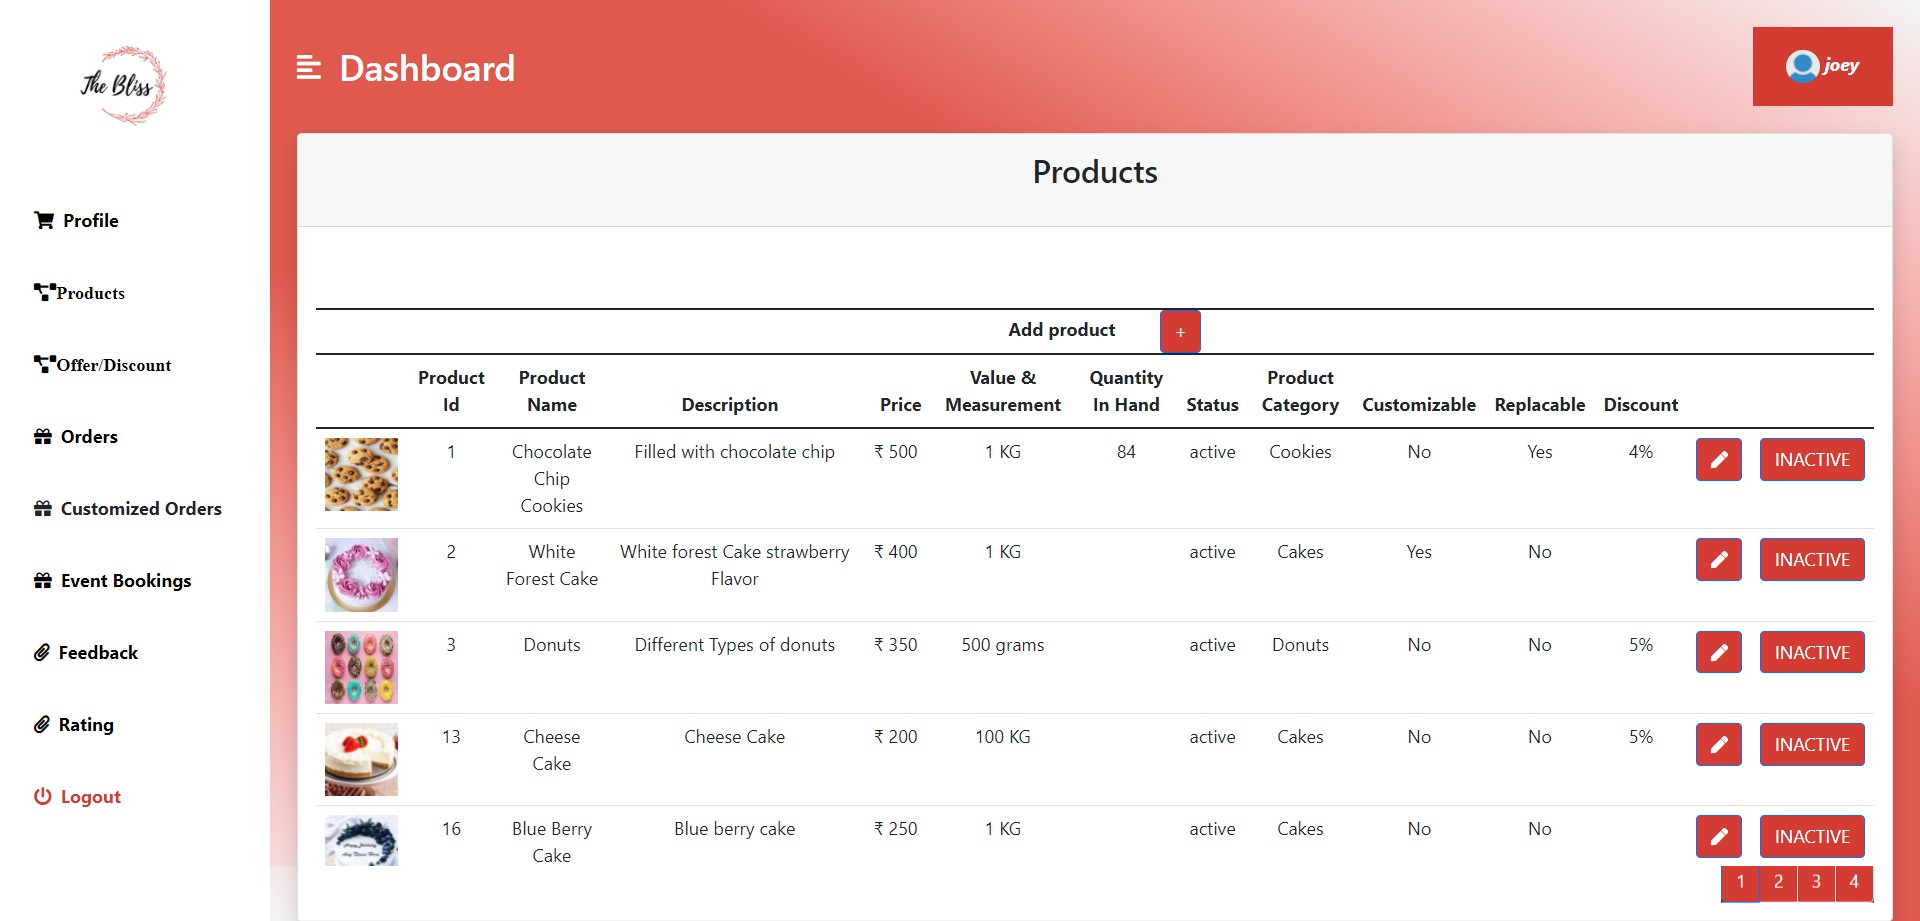 The Bliss
Dashboard
joey
Profile
Products
Offer/Discount
Orders
Customized Orders
Event Bookings
Feedback
Rating
Logout
Products
Add product +
Product Id Product Name Description Price Value & Measurement Quantity In Hand Status Product Category Customizable Replacable Discount
1 Chocolate Chip Cookies Filled with chocolate chip ₹ 500 1 KG 84 active Cookies No Yes 4% INACTIVE
2 White Forest Cake White forest Cake strawberry Flavor ₹ 400 1 KG active Cakes Yes No INACTIVE
3 Donuts Different Types of donuts ₹ 350 500 grams active Donuts No No 5% INACTIVE
13 Cheese Cake Cheese Cake ₹ 200 100 KG active Cakes No No 5% INACTIVE
16 Blue Berry Cake Blue berry cake ₹ 250 1 KG active Cakes No No INACTIVE
1 2 3 4